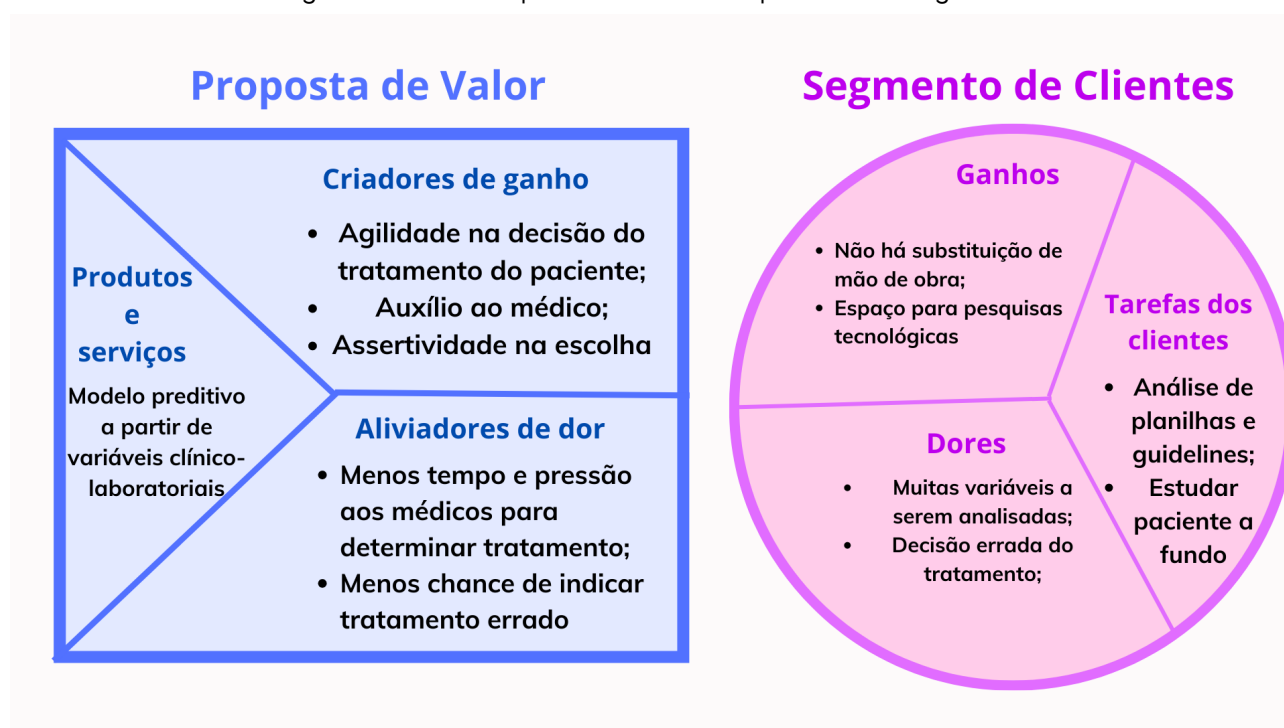 Proposta de Valor
Segmento de Clientes
Criadores de ganho
• Agilidade na decisão do
tratamento do paciente;
• Auxílio ao médico;
• Assertividade na escolha
Produtos
e
serviços
Modelo preditivo
a partir de
variáveis clínico-
laboratoriais
Aliviadores de dor
• Menos tempo e pressão
aos médicos para
determinar tratamento;
• Menos chance de indicar
tratamento errado
Ganhos
• Não há substituição de
mão de obra;
• Espaço para pesquisas
tecnológicas
Tarefas dos
clientes
• Análise de
planilhas e
guidelines;
• Estudar
paciente a
fundo
Dores
• Muitas variáveis a
serem analisadas;
• Decisão errada do
tratamento;